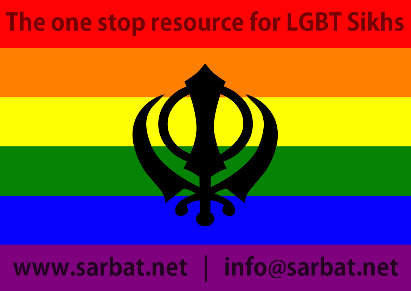 The one stop resource for LGBT Sikhs
www.sarbat.net | info@sarbat.net